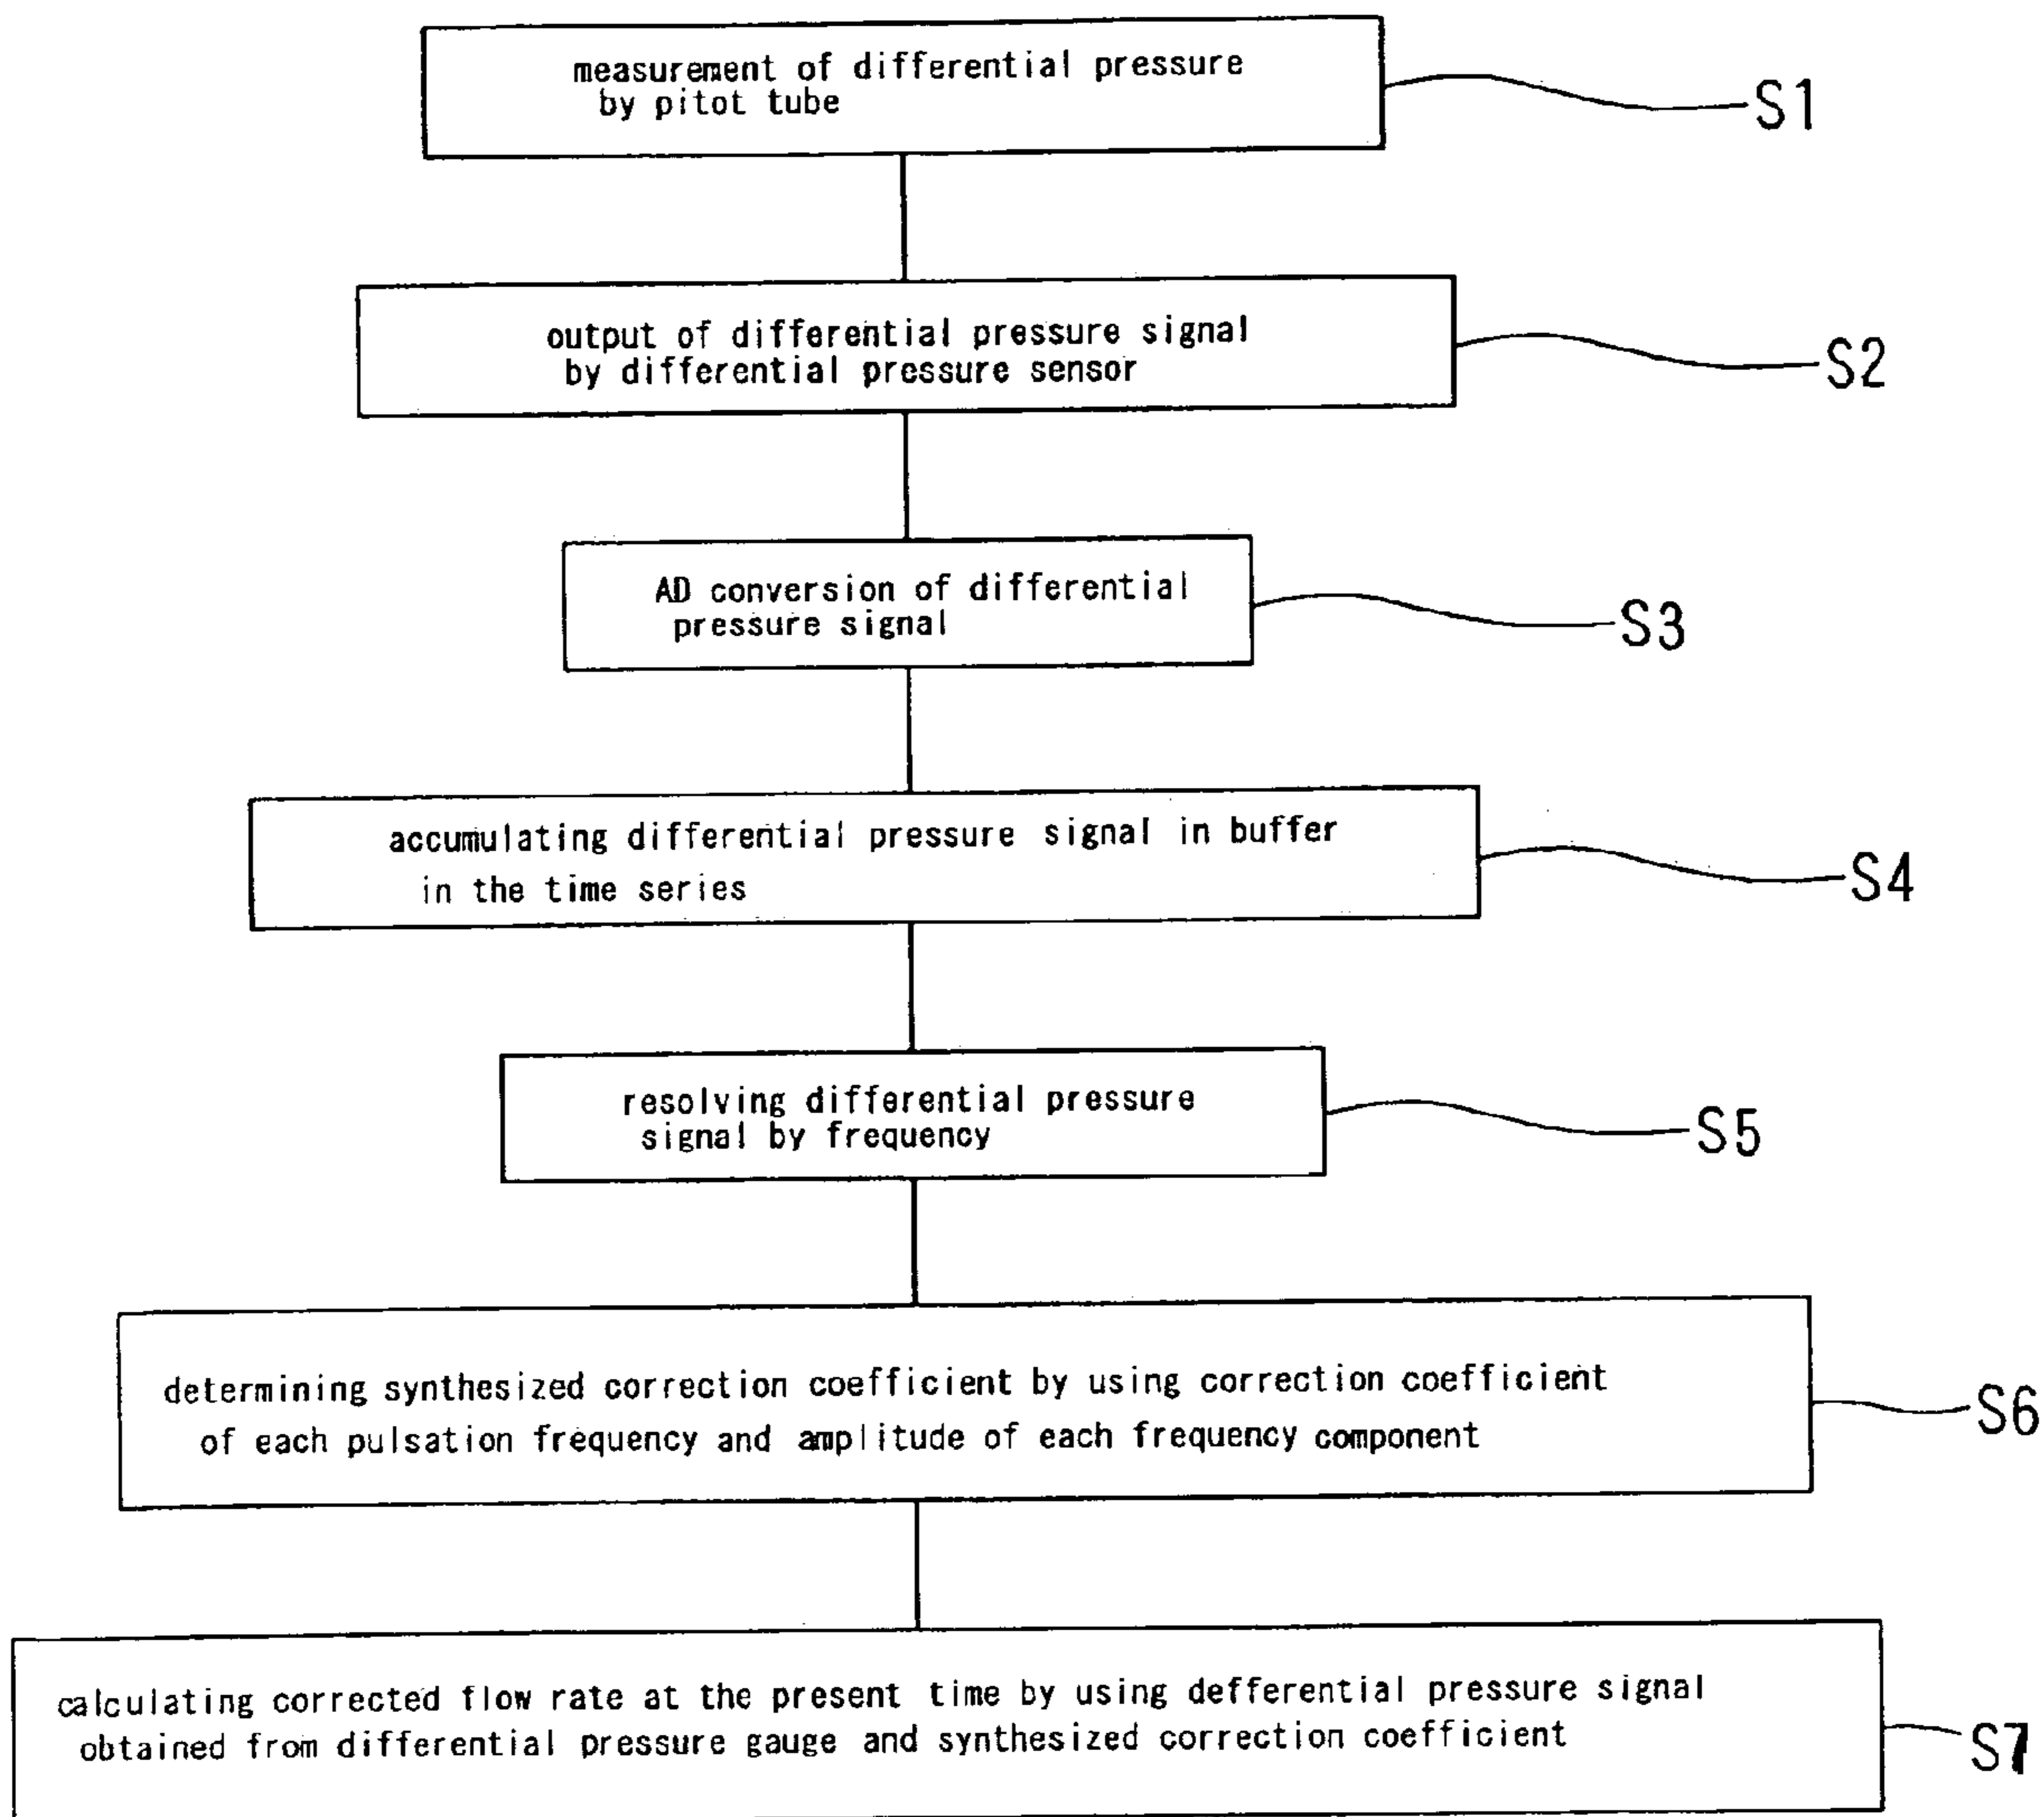 measurement of differential pressure
by pitot tube
S1
output of differential pressure signal
by differential pressure sensor
S2
AD conversion of differential
pressure signal
S3
accumulating differential pressure signal in buffer
in the time series
S4
resolving differential pressure
signal by frequency
S5
determining synthesized correction coefficient by using correction coefficient
of each pulsation frequency and amplitude of each frequency component
S6
calculating corrected flow rate at the present time by using defferential pressure signal
obtained from differential pressure gauge and synthesized correction coefficient
S7